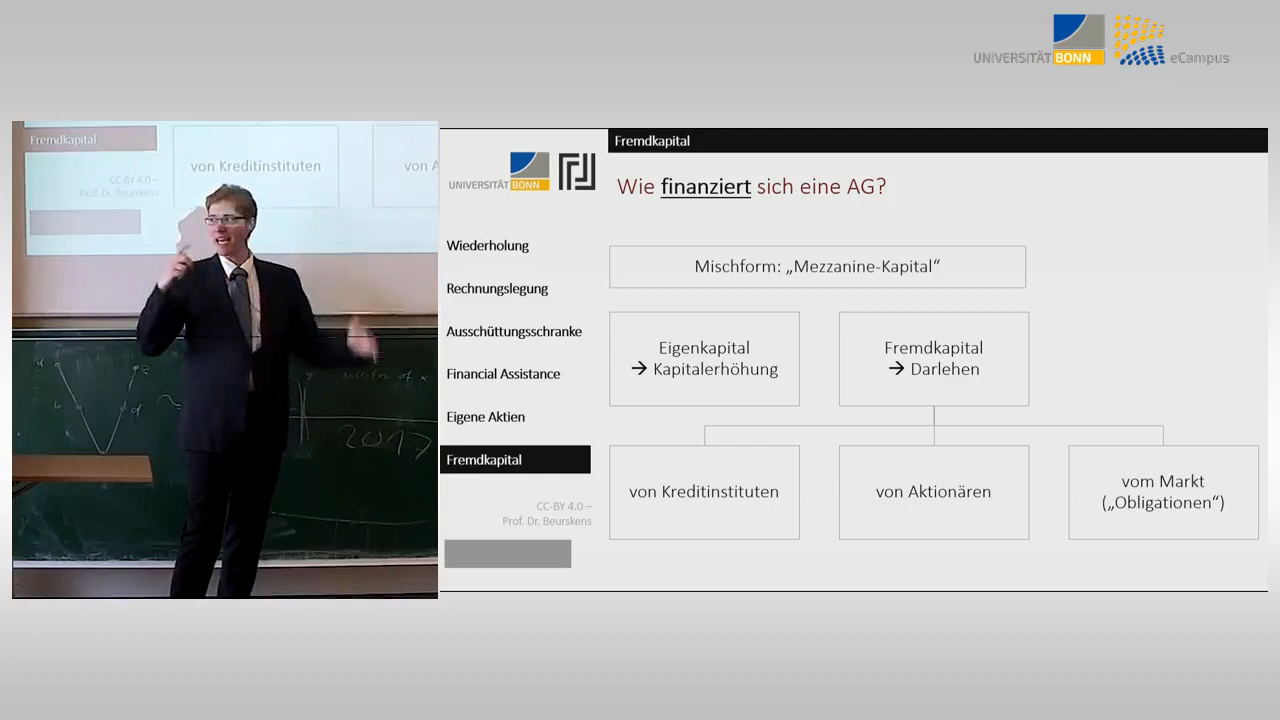 UNIVERSITÄT BONN
eCampus
Fremdkapital
von Kreditinstituten
von A
CC-BY 4.0 –
Prof. Dr. Beurskens
2017
Fremdkapital
UNIVERSITÄT BONN
Wie finanziert sich eine AG?
Wiederholung
Rechnungslegung
Ausschüttungsschranke
Financial Assistance
Eigene Aktien
Fremdkapital
CC-BY 4.0 –
Prof. Dr. Beurskens
Mischform: „Mezzanine-Kapital“
Eigenkapital
→ Kapitalerhöhung
Fremdkapital
→ Darlehen
von Kreditinstituten
von Aktionären
vom Markt
(„Obligationen“)